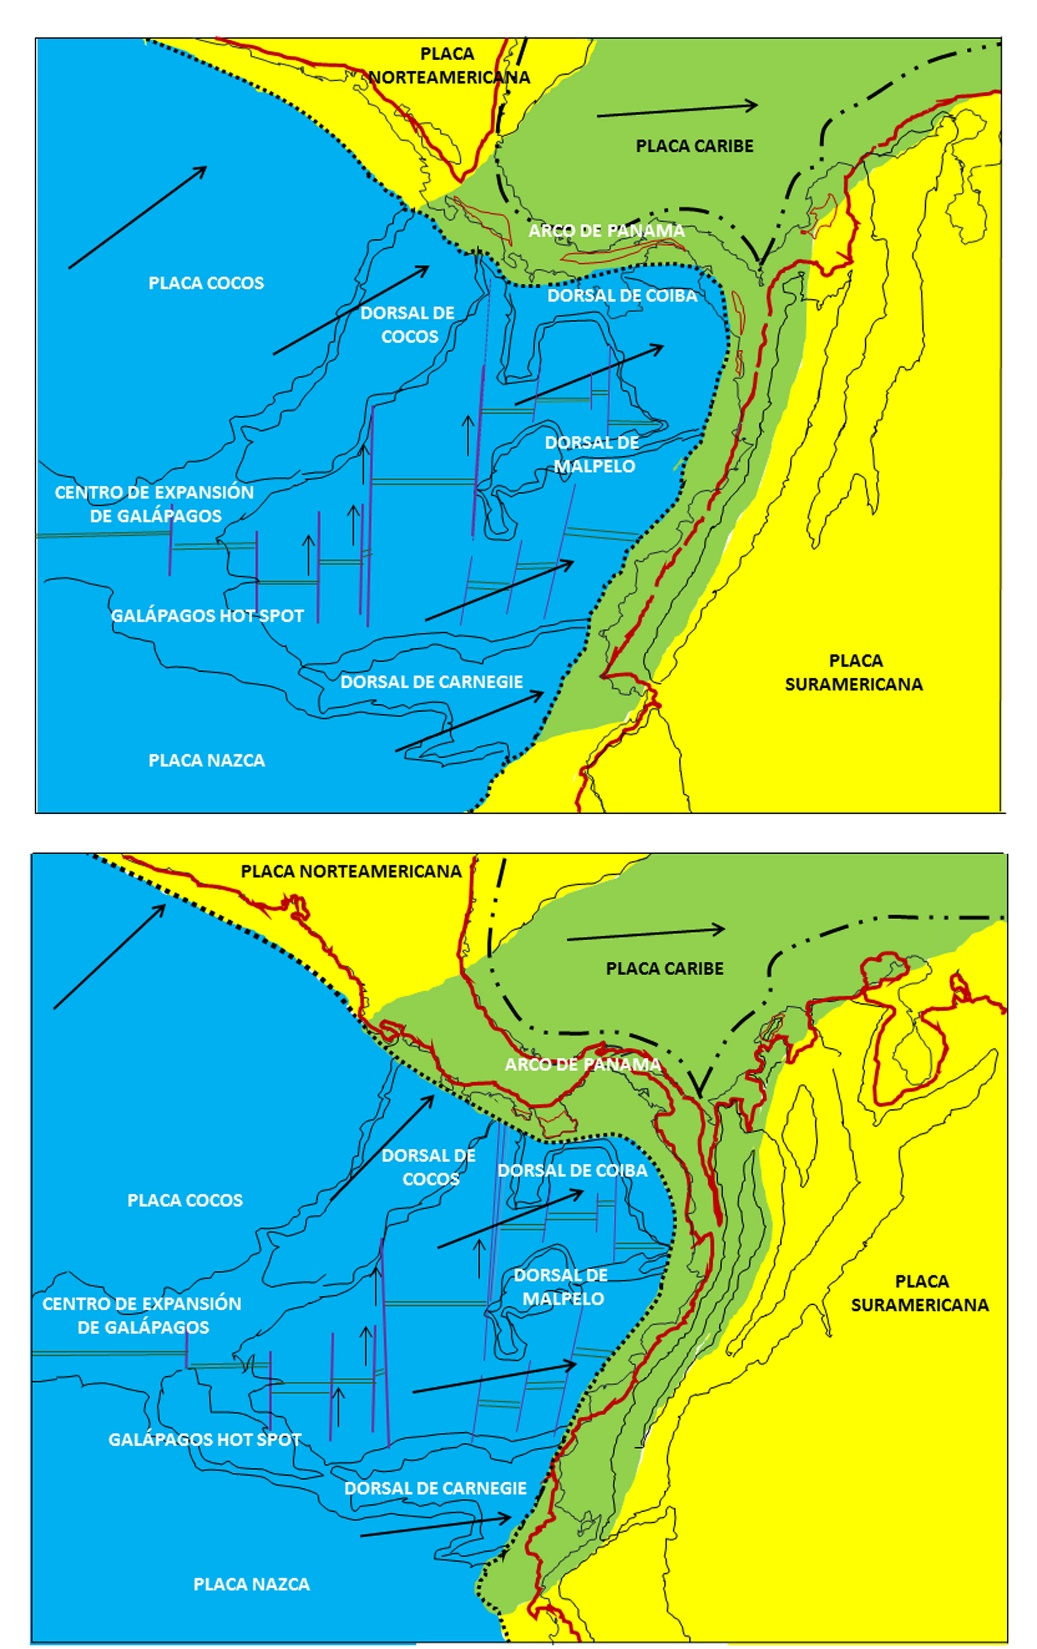 PLACA
NORTEAMERICANA
PLACA CARIBE
ARCO DE PANAMA
PLACA COCOS
DORSAL DE COIBA
DORSAL DE
COCOS
DORSAL DE
MALPELO
CENTRO DE EXPANSIÓN
DE GALÁPAGOS
GALÁPAGOS HOT SPOT
PLACA
SURAMERICANA
DORSAL DE CARNEGIE
PLACA NAZCA
PLACA NORTEAMERICANA
PLACA CARIBE
ARCO DE PANAMA
DORSAL DE
COCOS
DORSAL DE COIBA
PLACA COCOS
DORSAL DE
MALPELO
PLACA
SURAMERICANA
CENTRO DE EXPANSIÓN
DE GALÁPAGOS
GALÁPAGOS HOT SPOT
DORSAL DE CARNEGIE
PLACA NAZCA